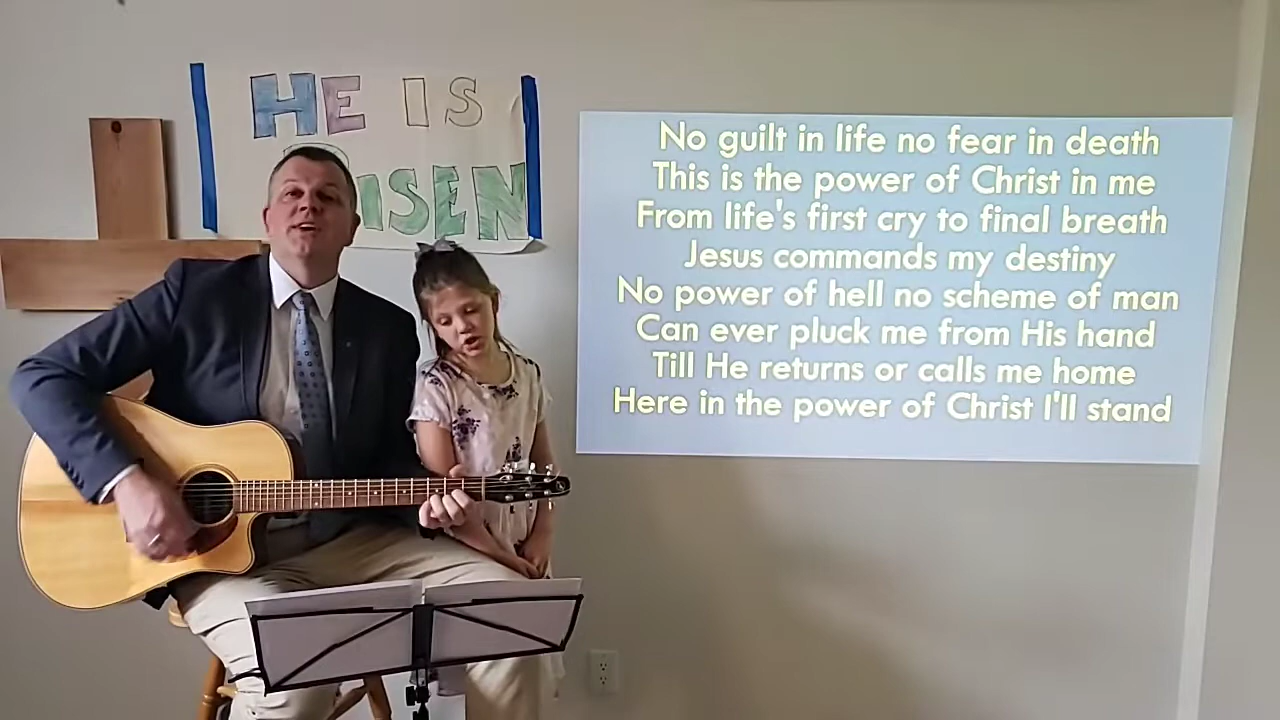 HE IS
RISEN
No guilt in life no fear in death
This is the power of Christ in me
From life's first cry to final breath
Jesus commands my destiny
No power of hell no scheme of man
Can ever pluck me from His hand
Till He returns or calls me home
Here in the power of Christ I'll stand